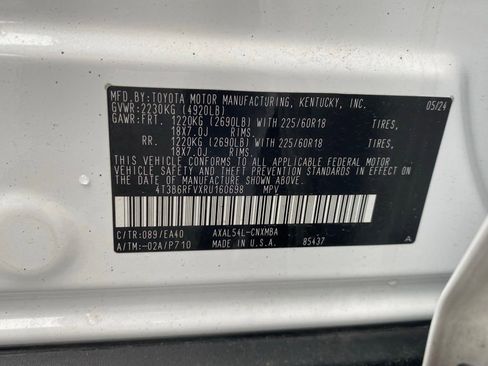 MFD.BY:TOYOTA MOTOR MANUFACTURING, KENTUCKY, INC. 05/24
GVWR:2230KG (4920LB)
GAWR:FRT. 1220KG (2690LB) WITH 225/60R18 TIRES,
18X7.0J RIMS.
RR. 1220KG (2690LB) WITH 225/60R18 TIRES,
18X7.0J RIMS.
THIS VEHICLE CONFORMS TO ALL APPLICABLE FEDERAL MOTOR
VEHICLE SAFETY BUMPER AND THEFT PREVENTION STANDARDS
IN EFFECT ON THE DATE OF MANUFACTURE SHOWN ABOVE.
4T3B6RFVXRU160698 MPV
C/TR:089/EA40 AXAL54L-CNXMBA
A/TM:-02A/P710 MADE IN U.S.A. 85437 A